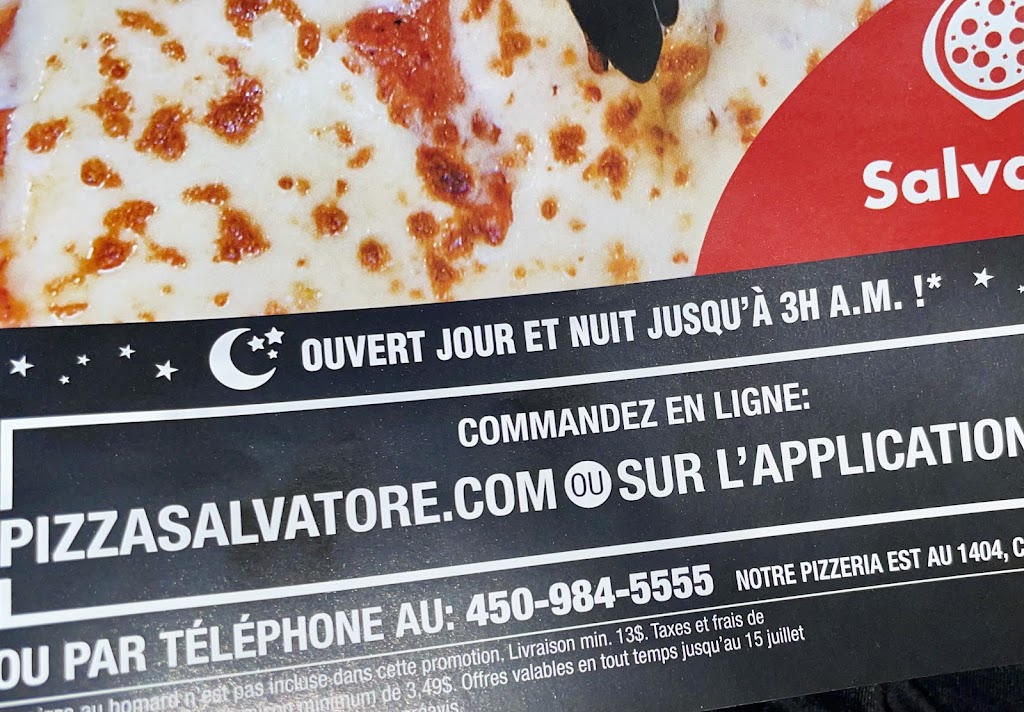 Salva
OUVERT JOUR ET NUIT JUSQU'À 3H A.M. !*
COMMANDEZ EN LIGNE:
PIZZASALVATORE.COM OU SUR L'APPLICATION
OU PAR TÉLÉPHONE AU: 450-984-5555 NOTRE PIZZERIA EST AU 1404, C
au homard n'est pas incluse dans cette promotion. Livraison min. 13$. Taxes et frais de
minimum de 3,49$. Offres valables en tout temps jusqu'au 15 juillet